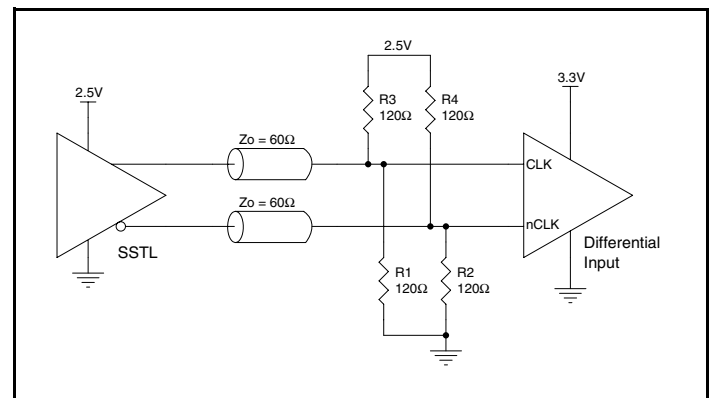 2.5V
3.3V
2.5V
R3
120Ω
R4
120Ω
Zo = 60Ω
CLK
Zo = 60Ω
nCLK
SSTL
Differential
Input
R1
120Ω
R2
120Ω